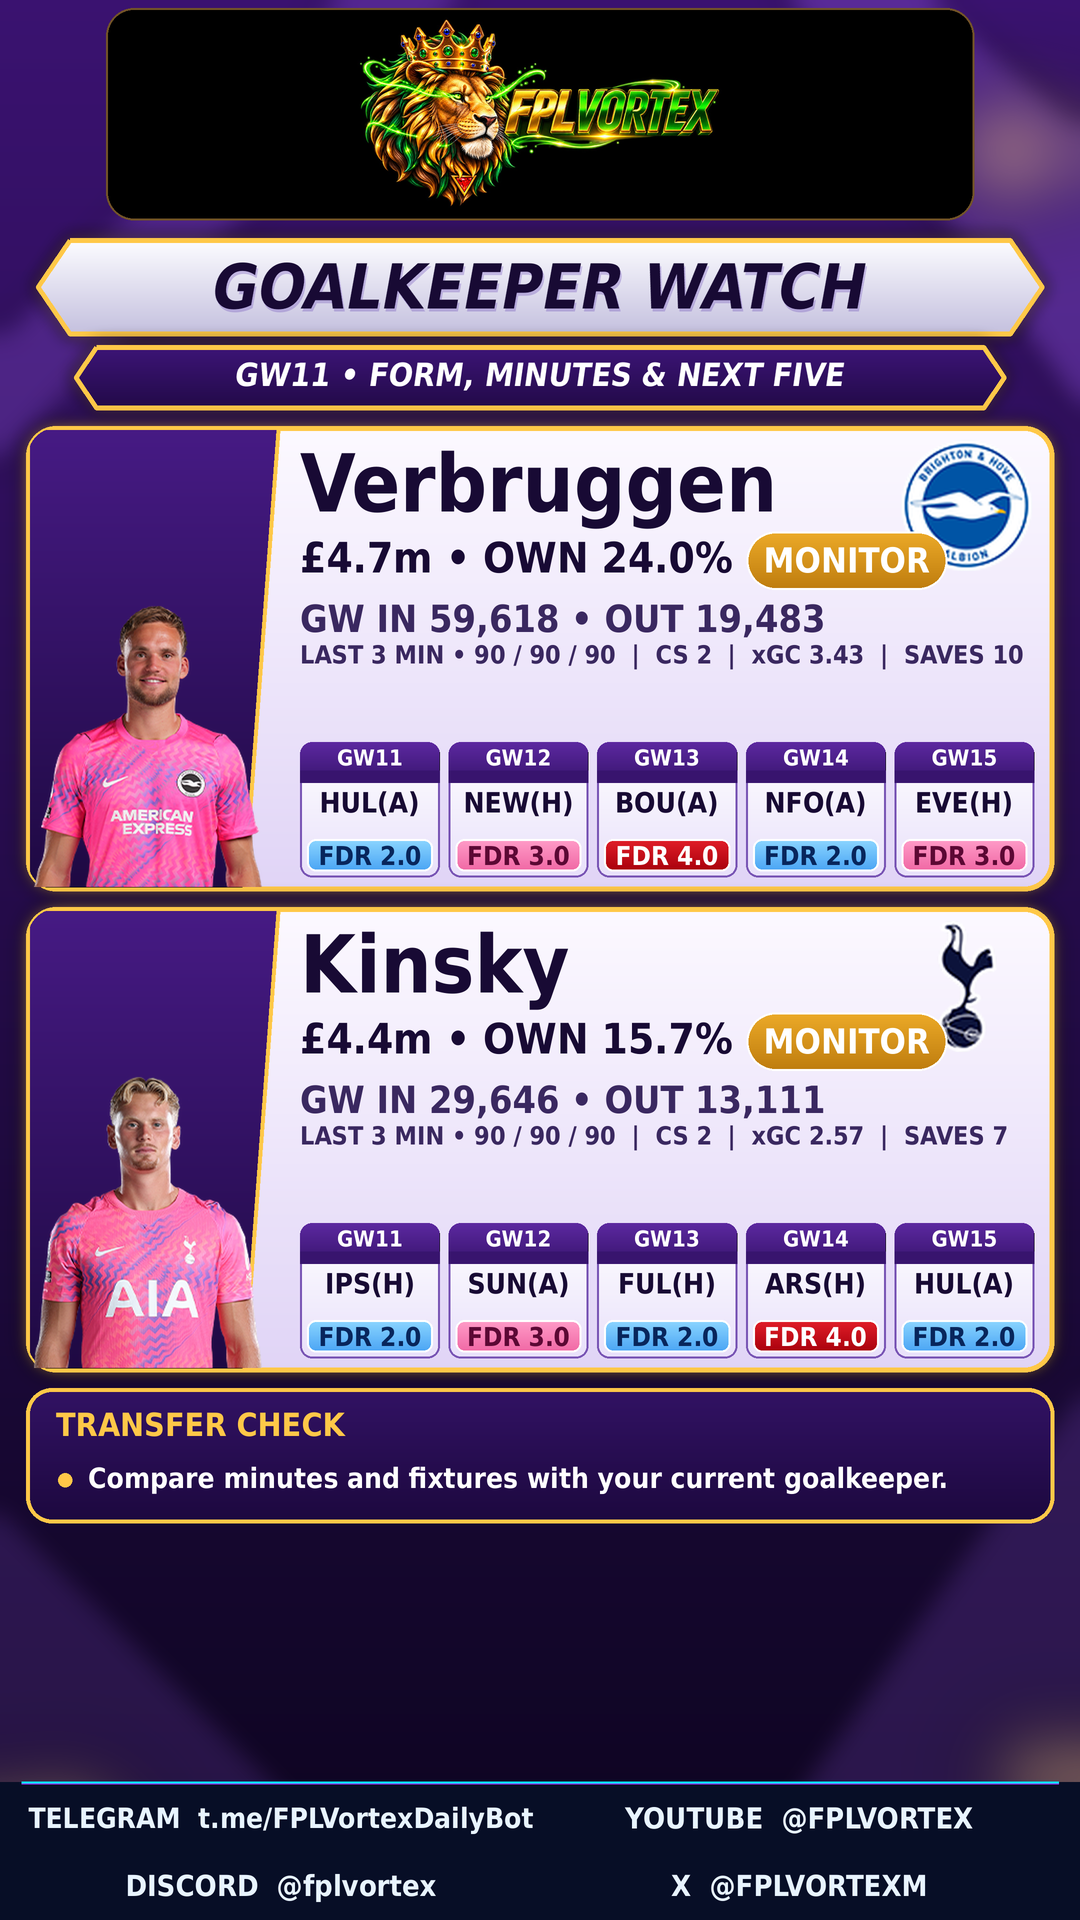 FPLVORTEX
GOALKEEPER WATCH
GW11 • FORM, MINUTES & NEXT FIVE
Verbruggen
BRIGHTON & HOVE ALBION
£4.7m • OWN 24.0% MONITOR
GW IN 59,618 • OUT 19,483
LAST 3 MIN • 90 / 90 / 90 | CS 2 | xGC 3.43 | SAVES 10
AMERICAN
EXPRESS
GW11 GW12 GW13 GW14 GW15
HUL(A) NEW(H) BOU(A) NFO(A) EVE(H)
FDR 2.0 FDR 3.0 FDR 4.0 FDR 2.0 FDR 3.0
Kinsky
£4.4m • OWN 15.7% MONITOR
GW IN 29,646 • OUT 13,111
LAST 3 MIN • 90 / 90 / 90 | CS 2 | xGC 2.57 | SAVES 7
AIA
GW11 GW12 GW13 GW14 GW15
IPS(H) SUN(A) FUL(H) ARS(H) HUL(A)
FDR 2.0 FDR 3.0 FDR 2.0 FDR 4.0 FDR 2.0
TRANSFER CHECK
• Compare minutes and fixtures with your current goalkeeper.
TELEGRAM t.me/FPLVortexDailyBot YOUTUBE @FPLVORTEX
DISCORD @fplvortex X @FPLVORTEXM